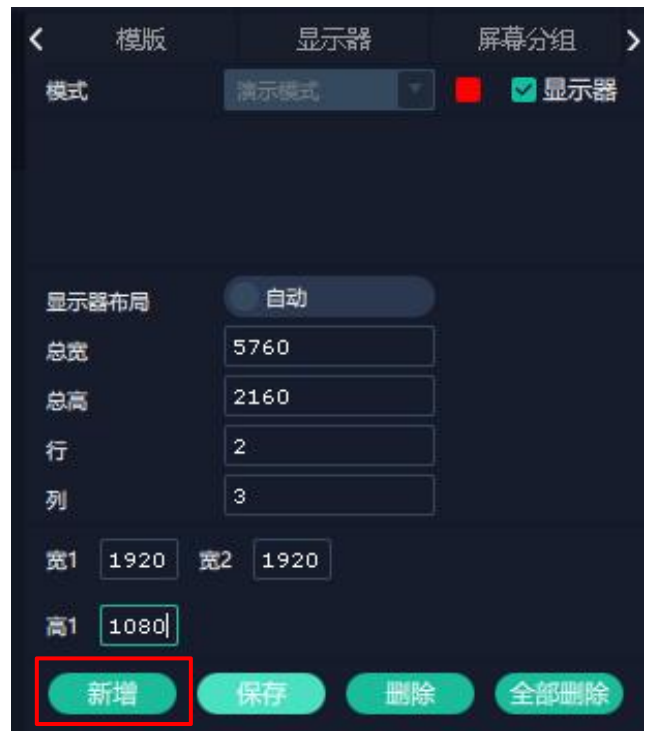 模版 显示器 屏幕分组
模式 演示模式 显示器
显示器布局 自动
总宽 5760
总高 2160
行 2
列 3
宽1 1920 宽2 1920
高1 1080
新增 保存 删除 全部删除